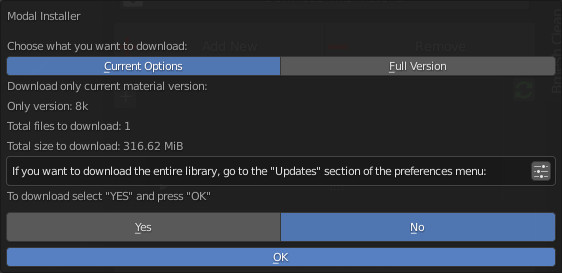 Modal Installer
Add New
Remove
Choose what you want to download:
Current Options
Full Version
Download only current material version:
Only version: 8k
Total files to download: 1
Total size to download: 316.62 MiB
If you want to download the entire library, go to the "Updates" section of the preferences menu:
To download select "YES" and press "OK"
Yes
No
OK